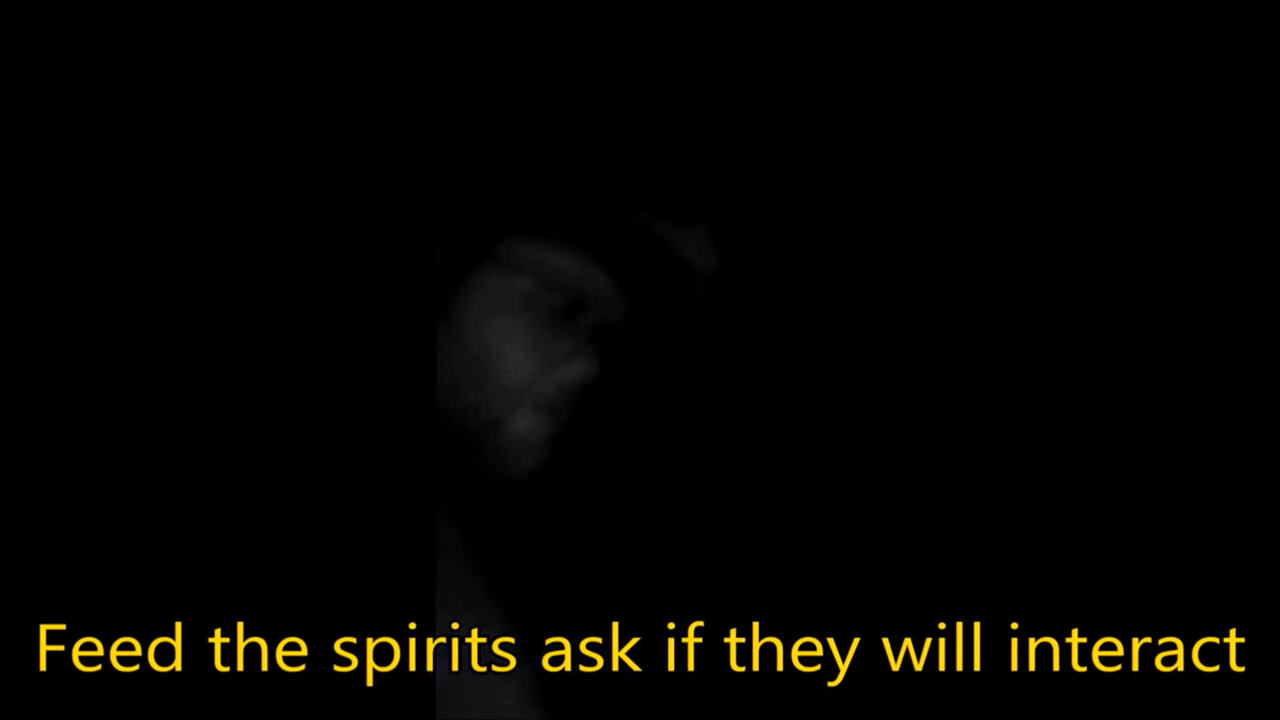 Feed the spirits ask if they will interact